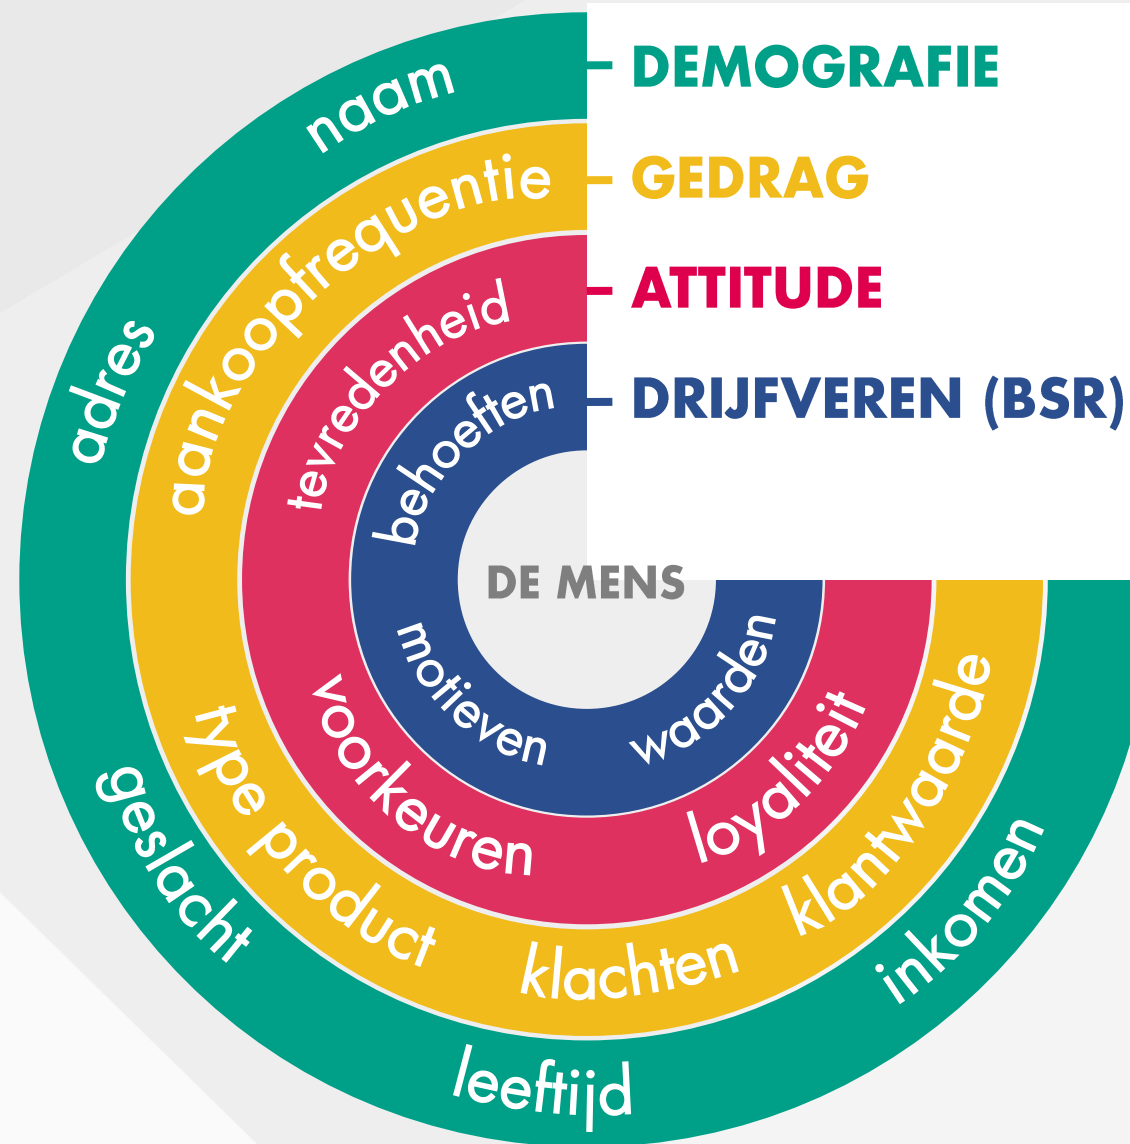 DEMOGRAFIE
GEDRAG
ATTITUDE
DRIJFVEREN (BSR)
naam
adres
geslacht
leeftijd
inkomen
aankoopfrequentie
type product
klachten
klantwaarde
tevredenheid
voorkeuren
loyaliteit
behoeften
motieven
waarden
DE MENS